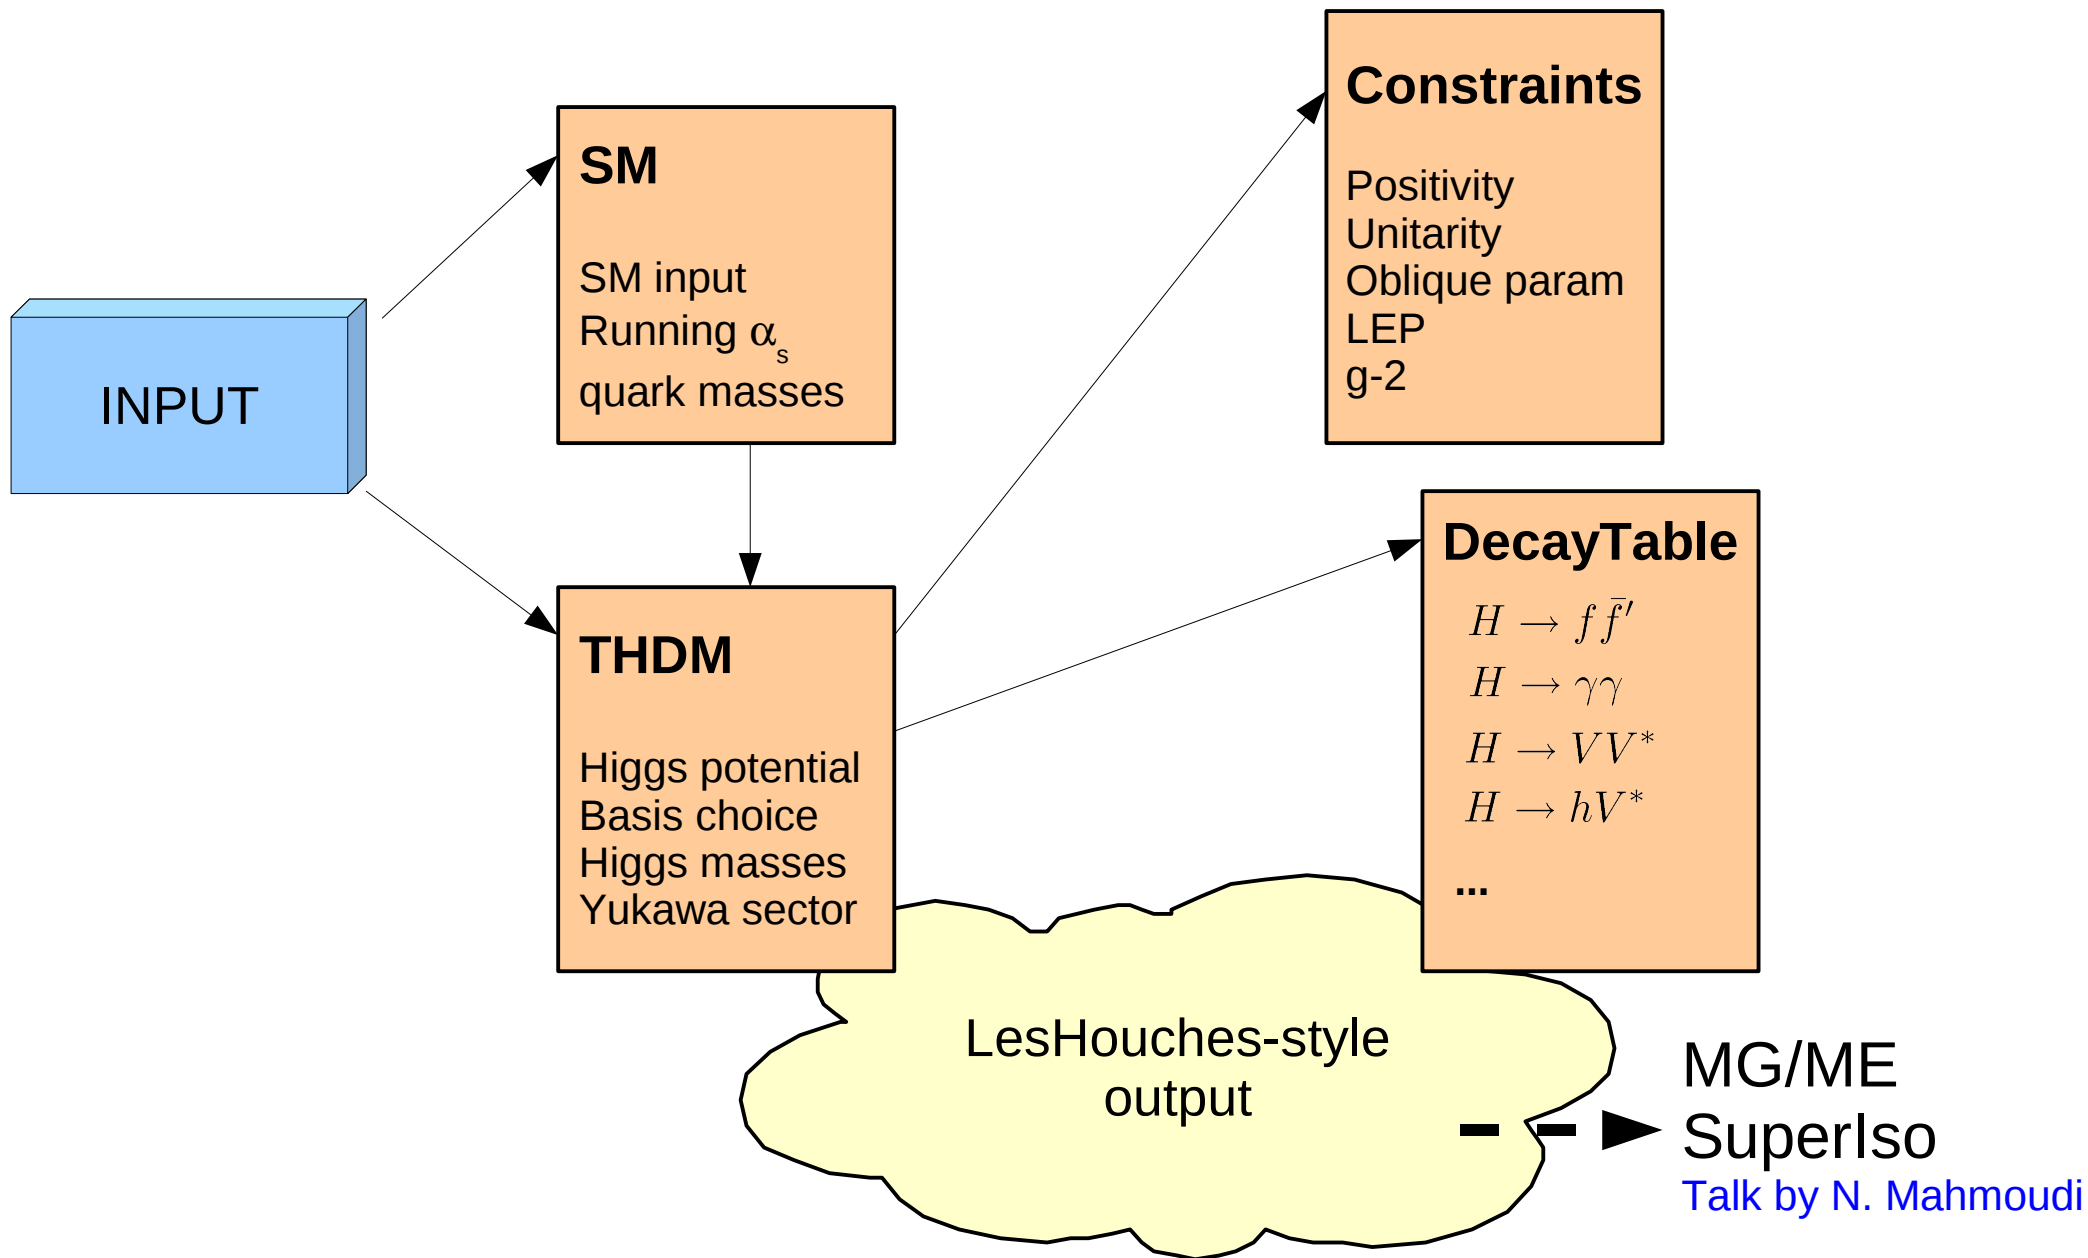 INPUT
SM
SM input
Running αₛ
quark masses
THDM
Higgs potential
Basis choice
Higgs masses
Yukawa sector
Constraints
Positivity
Unitarity
Oblique param
LEP
g-2
DecayTable
H → f f̄′
H → γγ
H → VV*
H → hV*
...
LesHouches-style
output
MG/ME
SuperIso
Talk by N. Mahmoudi